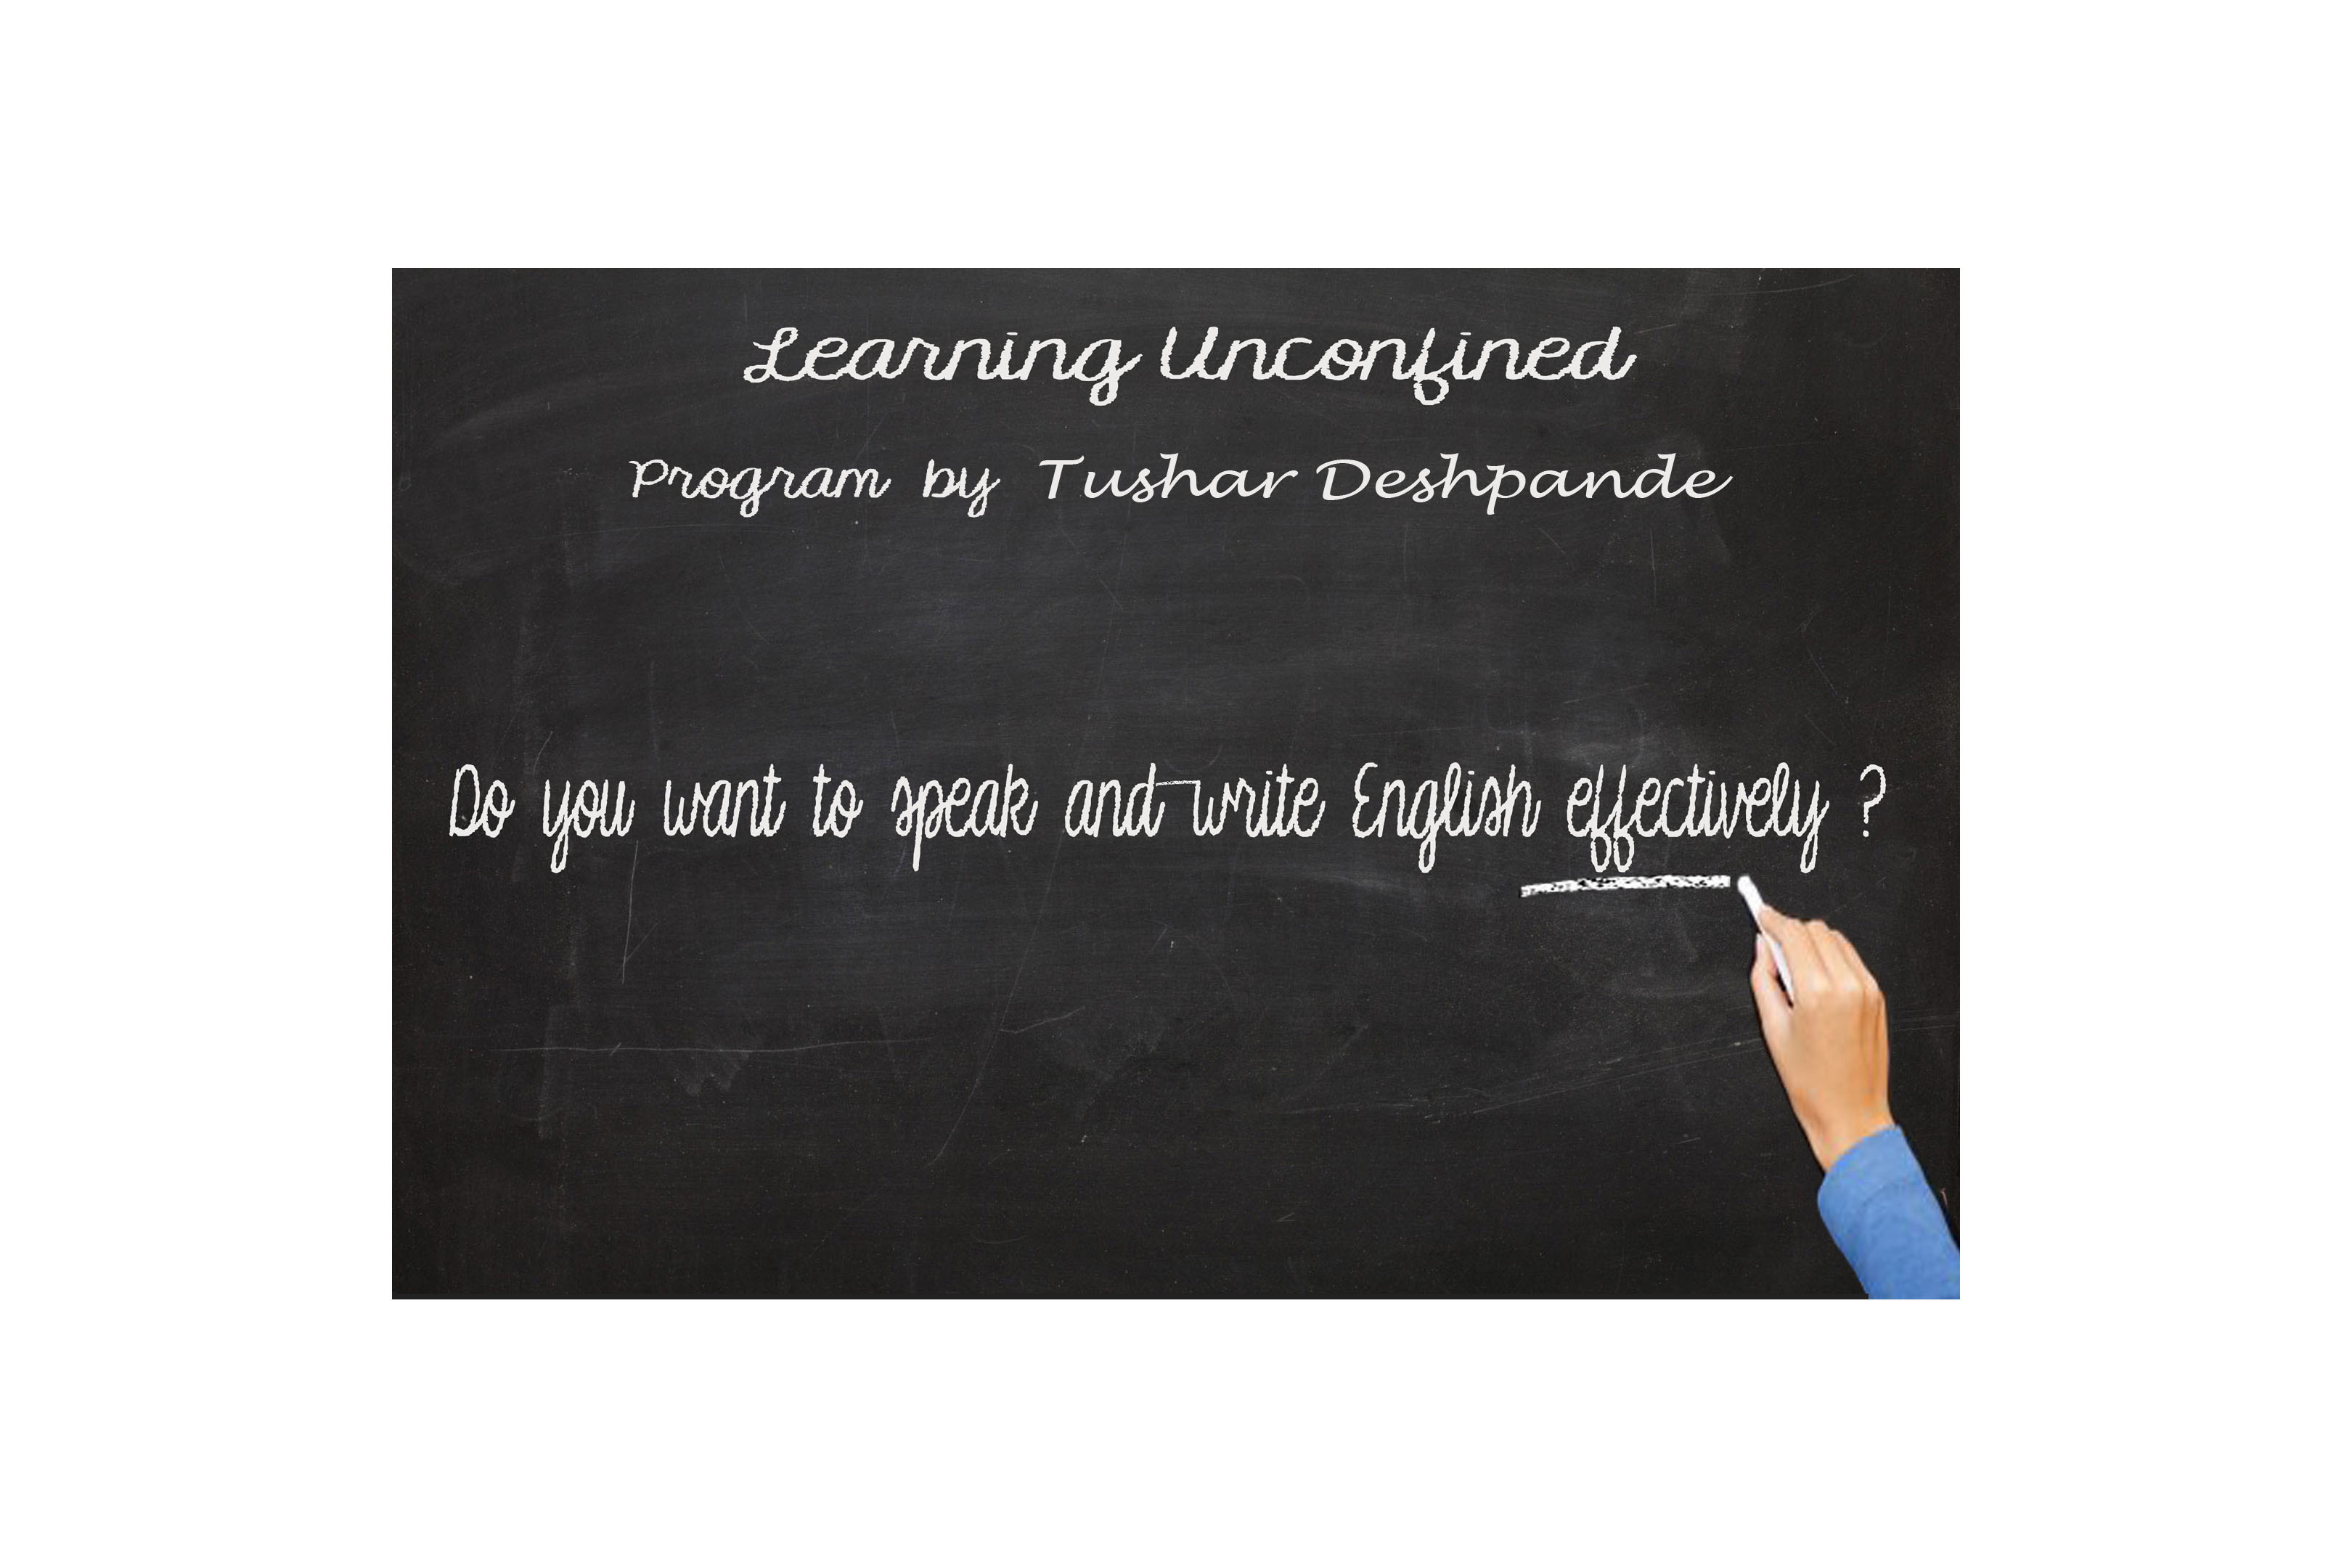 Learning Unconfined
Program by Tushar Deshpande
Do you want to speak and write English effectively ?